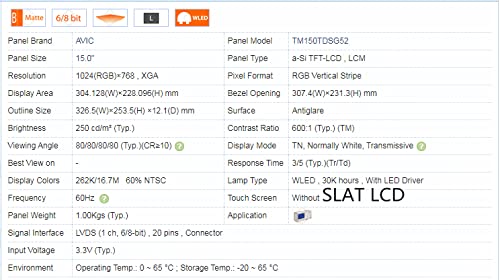 8 Matte 6/8 bit L WLED
Panel Brand AVIC Panel Model TM150TDSG52
Panel Size 15.0" Panel Type a-Si TFT-LCD , LCM
Resolution 1024(RGB)×768 , XGA Pixel Format RGB Vertical Stripe
Display Area 304.128(W)×228.096(H) mm Bezel Opening 307.4(W)×231.3(H) mm
Outline Size 326.5(W)×253.5(H) ×12.1(D) mm Surface Antiglare
Brightness 250 cd/m² (Typ.) Contrast Ratio 600:1 (Typ.) (TM)
Viewing Angle 80/80/80/80 (Typ.)(CR≥10) ? Display Mode TN, Normally White, Transmissive ?
Best View on - Response Time 3/5 (Typ.)(Tr/Td)
Display Colors 262K/16.7M 60% NTSC Lamp Type WLED , 30K hours , With LED Driver
Frequency 60Hz ? Touch Screen Without SLAT LCD
Panel Weight 1.00Kgs (Typ.) Application
Signal Interface LVDS (1 ch, 6/8-bit) , 20 pins , Connector
Input Voltage 3.3V (Typ.)
Environment Operating Temp.: 0 ~ 65 °C ; Storage Temp.: -20 ~ 65 °C